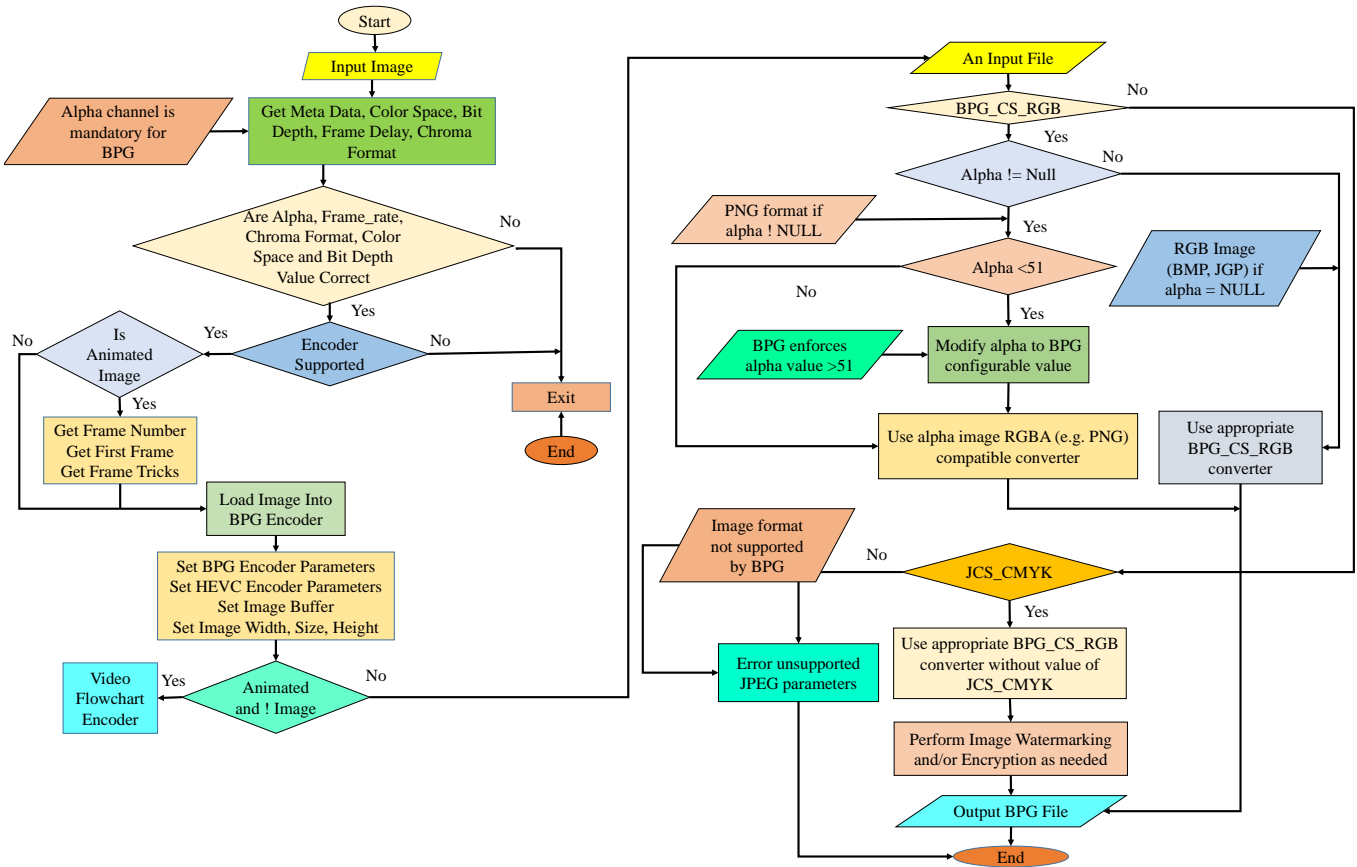 Start
Input Image
Alpha channel is
mandatory for
BPG
Get Meta Data, Color Space, Bit
Depth, Frame Delay, Chroma
Format
Are Alpha, Frame_rate,
Chroma Format, Color
Space and Bit Depth
Value Correct
No
Yes
Encoder
Supported
No
Yes
Is
Animated
Image
No
Yes
Exit
End
Get Frame Number
Get First Frame
Get Frame Tricks
Load Image Into
BPG Encoder
Set BPG Encoder Parameters
Set HEVC Encoder Parameters
Set Image Buffer
Set Image Width, Size, Height
Animated
and ! Image
Yes
No
Video
Flowchart
Encoder
An Input File
BPG_CS_RGB
No
Yes
Alpha != Null
No
Yes
PNG format if
alpha ! NULL
RGB Image
(BMP, JGP) if
alpha = NULL
Alpha <51
No
Yes
BPG enforces
alpha value >51
Modify alpha to BPG
configurable value
Use alpha image RGBA (e.g. PNG)
compatible converter
Use appropriate
BPG_CS_RGB
converter
Image format
not supported
by BPG
No
JCS_CMYK
Yes
Error unsupported
JPEG parameters
Use appropriate BPG_CS_RGB
converter without value of
JCS_CMYK
Perform Image Watermarking
and/or Encryption as needed
Output BPG File
End